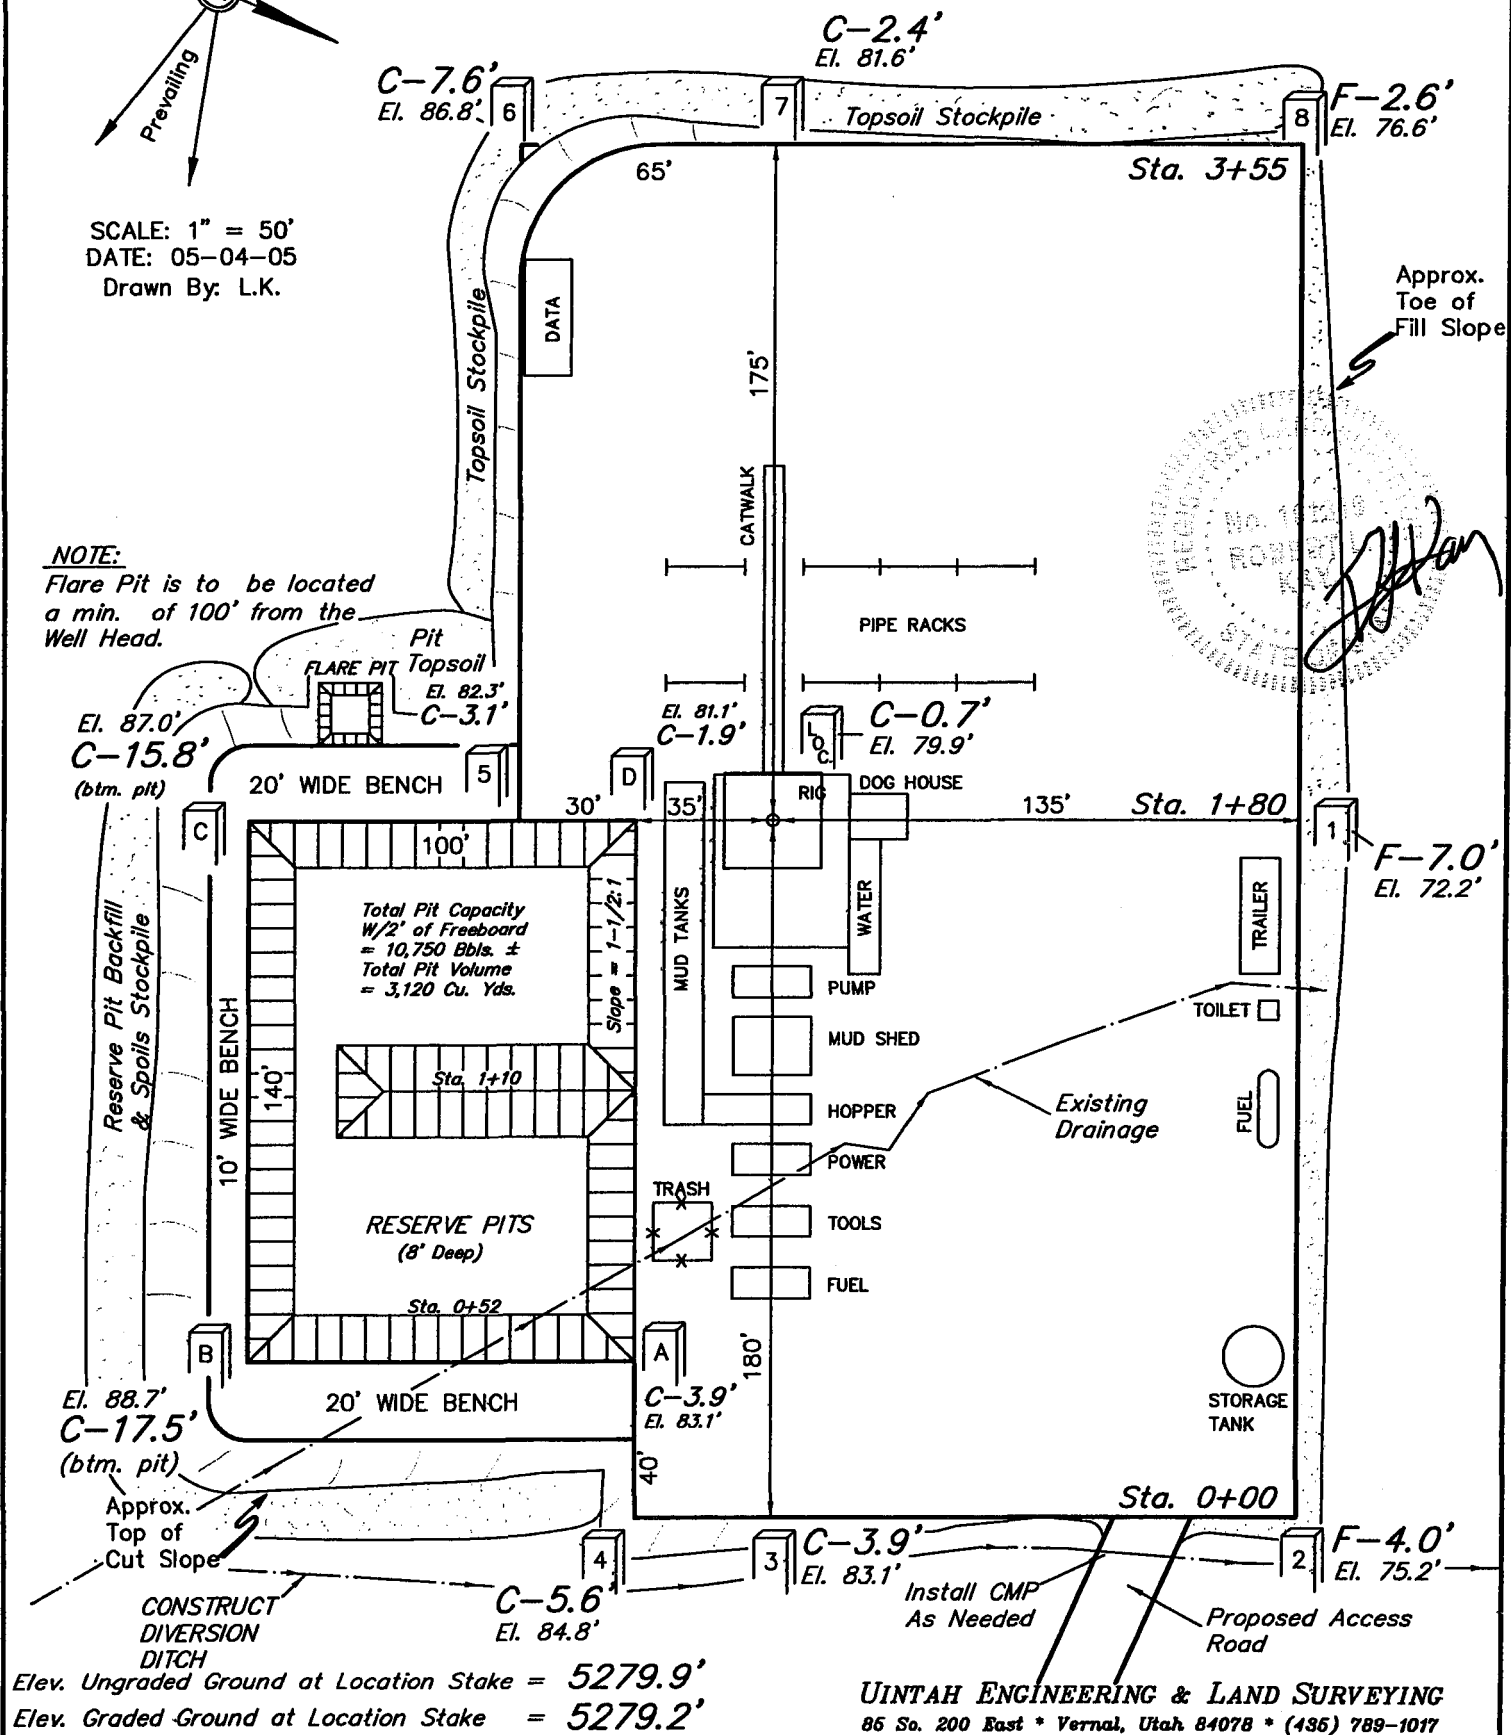 C-2.4'
El. 81.6'
C-7.6'
El. 86.8'
6
7
Topsoil Stockpile
8
F-2.6'
El. 76.6'
Prevailing
65'
Sta. 3+55
SCALE: 1" = 50'
DATE: 05-04-05
Drawn By: L.K.
Approx.
Toe of
Fill Slope
DATA
Topsoil Stockpile
175'
CATWALK
NOTE:
Flare Pit is to be located
a min. of 100' from the
Well Head.
PIPE RACKS
Pit
Topsoil
FLARE PIT
El. 82.3'
C-3.1'
El. 81.1'
C-1.9'
LOC.
C-0.7'
El. 79.9'
El. 87.0'
C-15.8'
(btm. pit)
20' WIDE BENCH
5
D
RIG
DOG HOUSE
C
30'
35'
135'
Sta. 1+80
1
F-7.0'
El. 72.2'
100'
Total Pit Capacity
W/2' of Freeboard
= 10,750 Bbls. ±
Total Pit Volume
= 3,120 Cu. Yds.
Slope = 1-1/2:1
MUD TANKS
WATER
TRAILER
Reserve Pit Backfill
& Spoils Stockpile
10' WIDE BENCH
140'
PUMP
TOILET
MUD SHED
Sta. 1+10
HOPPER
Existing
Drainage
FUEL
POWER
TRASH
RESERVE PITS
(8' Deep)
TOOLS
FUEL
Sta. 0+52
B
A
180'
El. 88.7'
C-17.5'
(btm. pit)
20' WIDE BENCH
C-3.9'
El. 83.1'
STORAGE
TANK
40'
Approx.
Top of
Cut Slope
Sta. 0+00
4
3
C-3.9'
El. 83.1'
2
F-4.0'
El. 75.2'
C-5.6'
El. 84.8'
Install CMP
As Needed
Proposed Access
Road
CONSTRUCT
DIVERSION
DITCH
Elev. Ungraded Ground at Location Stake = 5279.9'
Elev. Graded Ground at Location Stake = 5279.2'
UINTAH ENGINEERING & LAND SURVEYING
85 So. 200 East * Vernal, Utah 84078 * (435) 789-1017